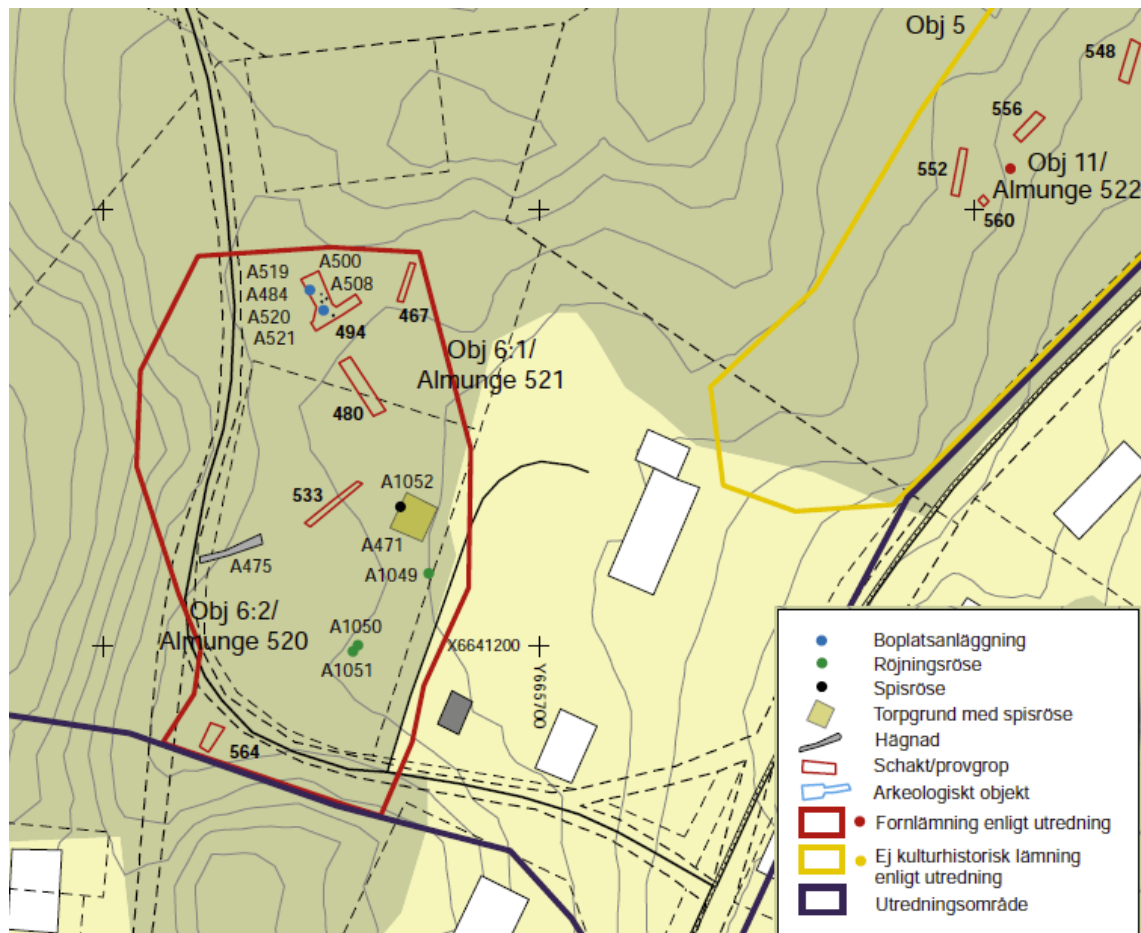 Obj 5
548
556
552
Obj 11/
Almunge 522
560
A519
A500
A484
A508
A520
A521
494
467
Obj 6:1/
Almunge 521
480
533
A1052
A471
A475
A1049
Obj 6:2/
Almunge 520
A1050
A1051
X6641200
Y665700
564
Boplatsanläggning
Röjningsröse
Spisröse
Torpgrund med spisröse
Hägnad
Schakt/provgrop
Arkeologiskt objekt
Fornlämning enligt utredning
Ej kulturhistorisk lämning
enligt utredning
Utredningsområde